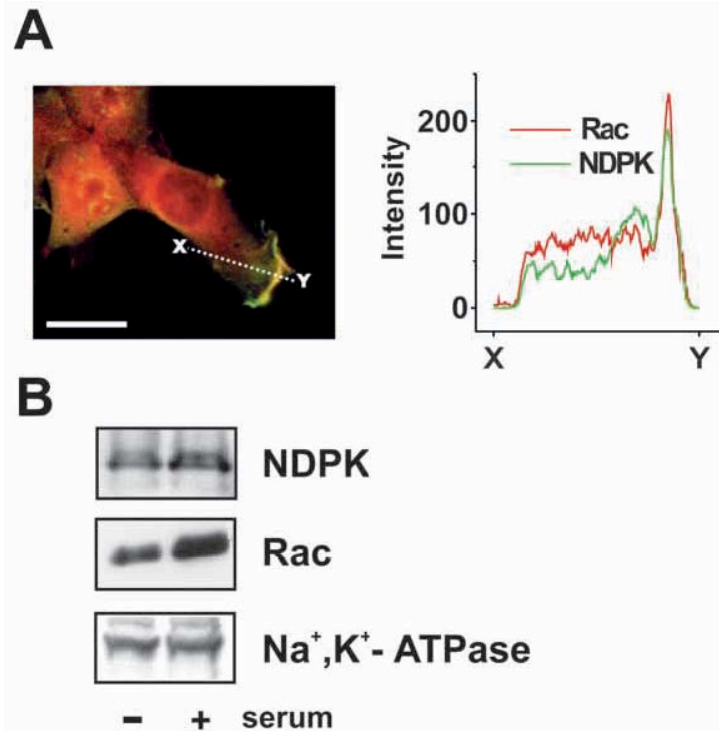 A
X
Y
Intensity
200
100
0
Rac
NDPK
X
Y
B
NDPK
Rac
Na⁺,K⁺- ATPase
- + serum